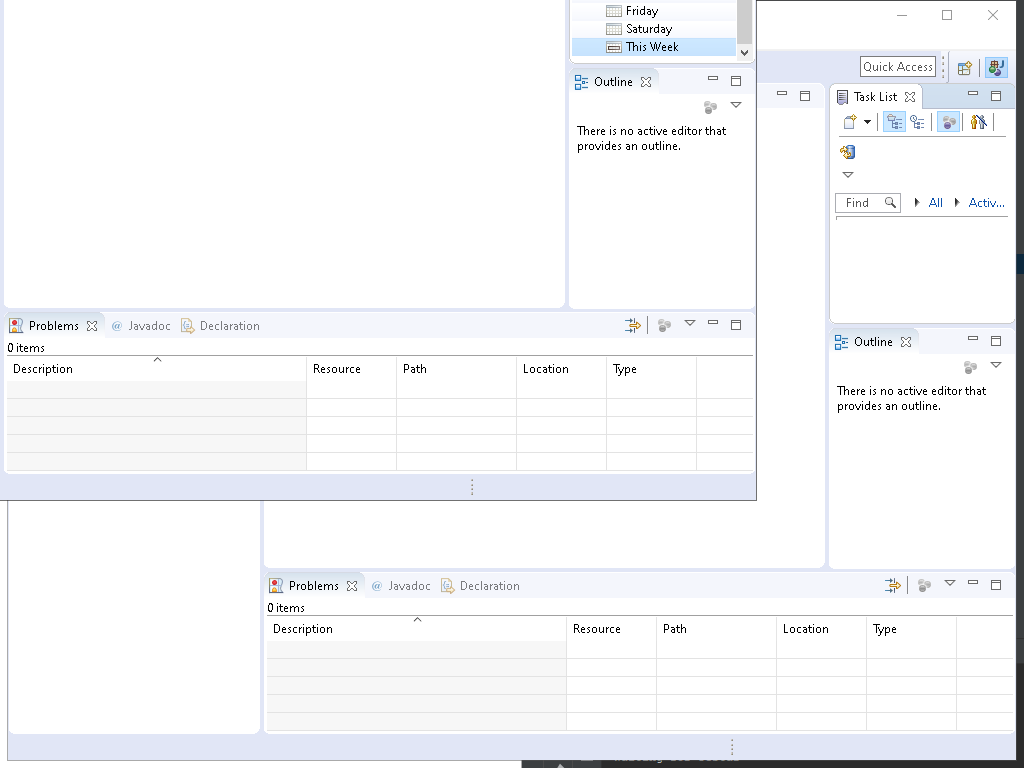 Friday
Saturday
This Week
Quick Access
Outline
Task List
There is no active editor that
provides an outline.
Find
All
Activ...
Problems
@ Javadoc
Declaration
0 items
Description
Resource
Path
Location
Type
Outline
There is no active editor that
provides an outline.
Problems
@ Javadoc
Declaration
0 items
Description
Resource
Path
Location
Type